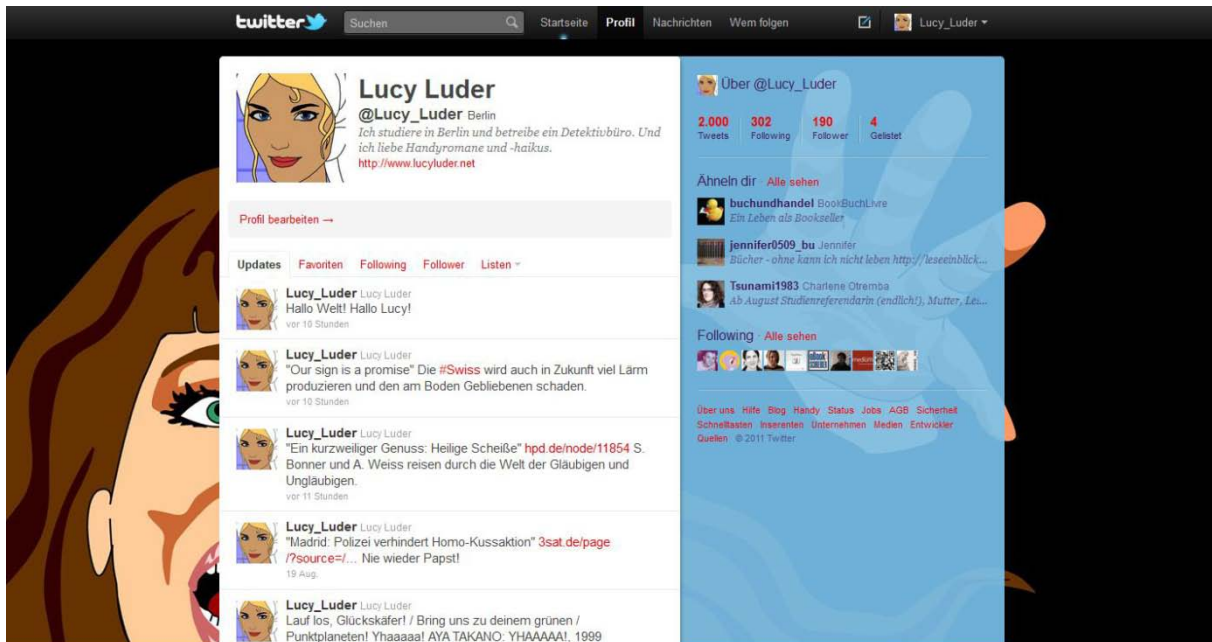 twitter
Suchen
Startseite Profil Nachrichten Wem folgen
Lucy_Luder
Lucy Luder
@Lucy_Luder Berlin
Ich studiere in Berlin und betreibe ein Detektivbüro. Und
ich liebe Handyromane und -haikus.
http://www.lucyluder.net
Profil bearbeiten →
Updates Favoriten Following Follower Listen
Lucy_Luder Lucy Luder
Hallo Welt! Hallo Lucy!
vor 10 Stunden
Lucy_Luder Lucy Luder
"Our sign is a promise" Die #Swiss wird auch in Zukunft viel Lärm
produzieren und den am Boden Gebliebenen schaden.
vor 10 Stunden
Lucy_Luder Lucy Luder
"Ein kurzweiliger Genuss: Heilige Scheiße" hpd.de/node/11854 S.
Bonner und A. Weiss reisen durch die Welt der Gläubigen und
Ungläubigen.
vor 11 Stunden
Lucy_Luder Lucy Luder
"Madrid: Polizei verhindert Homo-Kussaktion" 3sat.de/page
/?source=/… Nie wieder Papst!
19 Aug.
Lucy_Luder Lucy Luder
Lauf los, Glückskäfer! / Bring uns zu deinem grünen /
Punktplaneten! Yhaaaaa! AYA TAKANO: YHAAAAA!, 1999
Über @Lucy_Luder
2.000 302 190 4
Tweets Following Follower Gelistet
Ähneln dir · Alle sehen
buchundhandel BookBuchLivre
Ein Leben als Bookseller
jennifer0509_bu Jennifer
Bücher - ohne kann ich nicht leben http://leseeinblick...
Tsunami1983 Charlene Otremba
Ab August Studienreferendarin (endlich!), Mutter, Les...
Following · Alle sehen
Über uns Hilfe Blog Handy Status Jobs AGB Sicherheit
Schnelltasten Inserenten Unternehmen Medien Entwickler
Quellen © 2011 Twitter